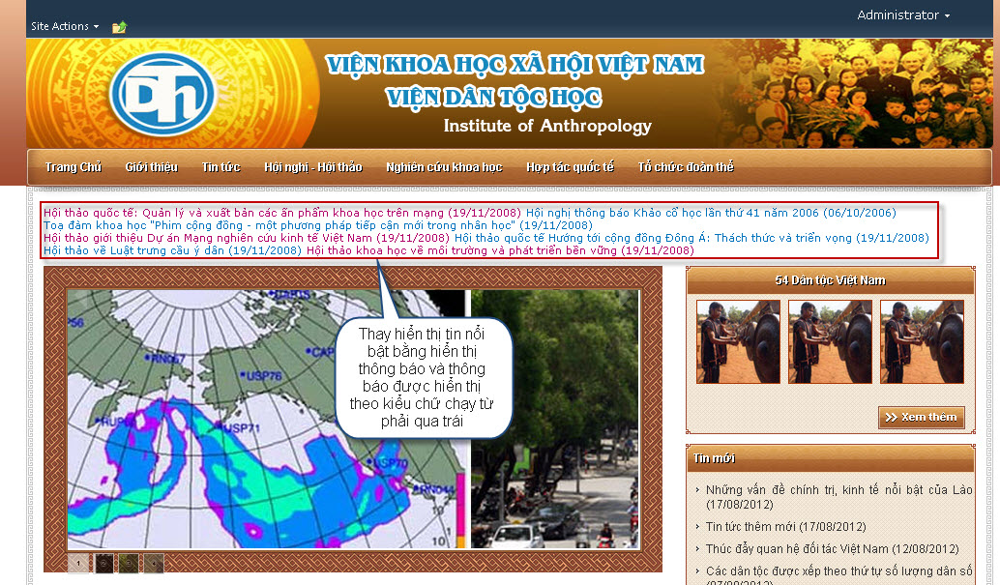 Site Actions
Administrator
VIỆN KHOA HỌC XÃ HỘI VIỆT NAM
VIỆN DÂN TỘC HỌC
Institute of Anthropology
Trang Chủ Giới thiệu Tin tức Hội nghị - Hội thảo Nghiên cứu khoa học Hợp tác quốc tế Tổ chức đoàn thể
Hội thảo quốc tế: Quản lý và xuất bản các ấn phẩm khoa học trên mạng (19/11/2008) Hội nghị thông báo Khảo cổ học lần thứ 41 năm 2006 (06/10/2006)
Toạ đàm khoa học "Phim cộng đồng - một phương pháp tiếp cận mới trong nhân học" (19/11/2008)
Hội thảo giới thiệu Dự án Mạng nghiên cứu kinh tế Việt Nam (19/11/2008) Hội thảo quốc tế Hướng tới cộng đồng Đông Á: Thách thức và triển vọng (19/11/2008)
Hội thảo về Luật trưng cầu ý dân (19/11/2008) Hội thảo khoa học về môi trường và phát triển bền vững (19/11/2008)
Thay hiển thị tin nổi
bật bằng hiển thị
thông báo và thông
báo được hiển thị
theo kiểu chữ chạy từ
phải qua trái
RN067
USP76
USP71
USP70
RN044
10
10
1 2 3 4
54 Dân tộc Việt Nam
Xem thêm
Tin mới
Những vấn đề chính trị, kinh tế nổi bật của Lào
(17/08/2012)
Tin tức thêm mới (17/08/2012)
Thúc đẩy quan hệ đối tác Việt Nam (12/08/2012)
Các dân tộc được xếp theo thứ tự số lượng dân số
(07/08/2012)